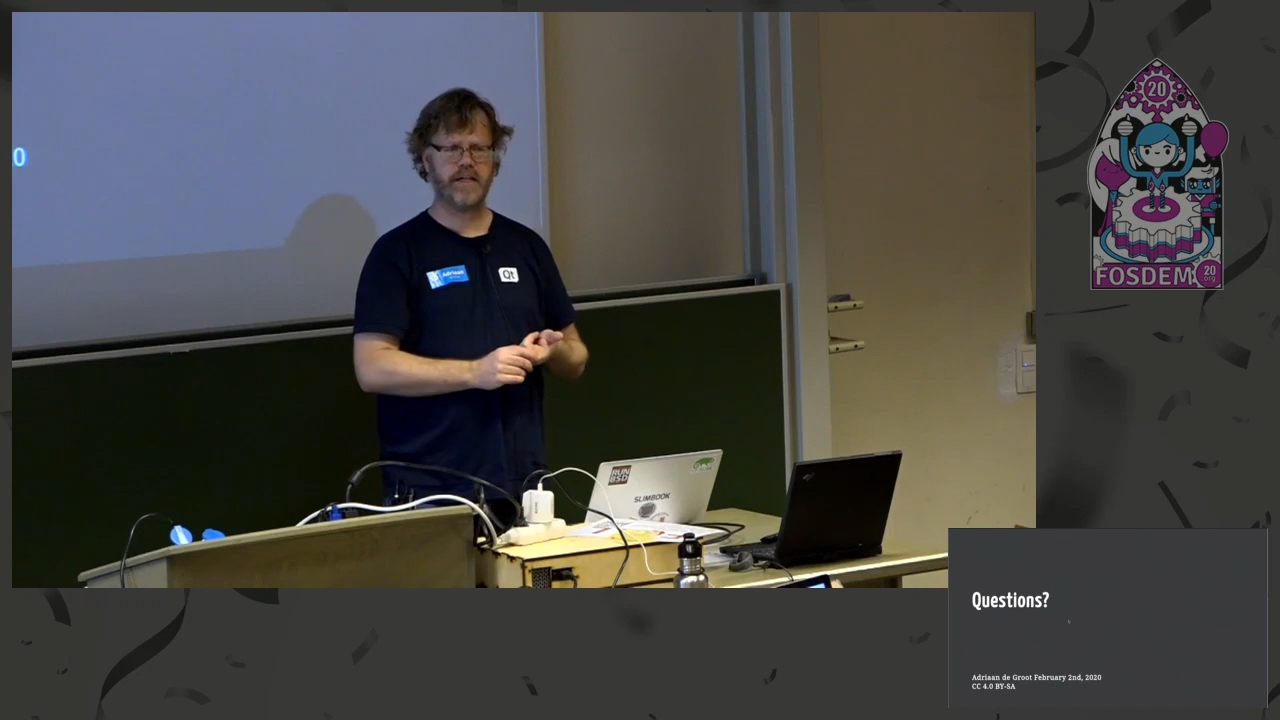 0
Adriaan
Qt
RUN
BSD
SLIMBOOK
20
FOSDEM
20
org
Questions?
Adriaan de Groot February 2nd, 2020
CC 4.0 BY-SA